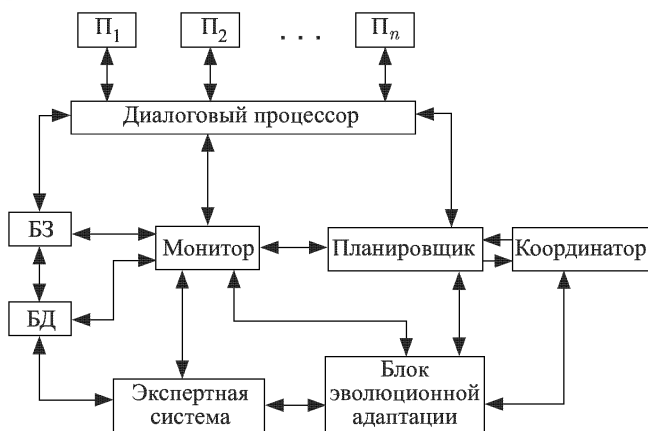 П1 П2 . . . Пn
Диалоговый процессор
БЗ
Монитор
Планировщик
Координатор
БД
Экспертная
система
Блок
эволюционной
адаптации